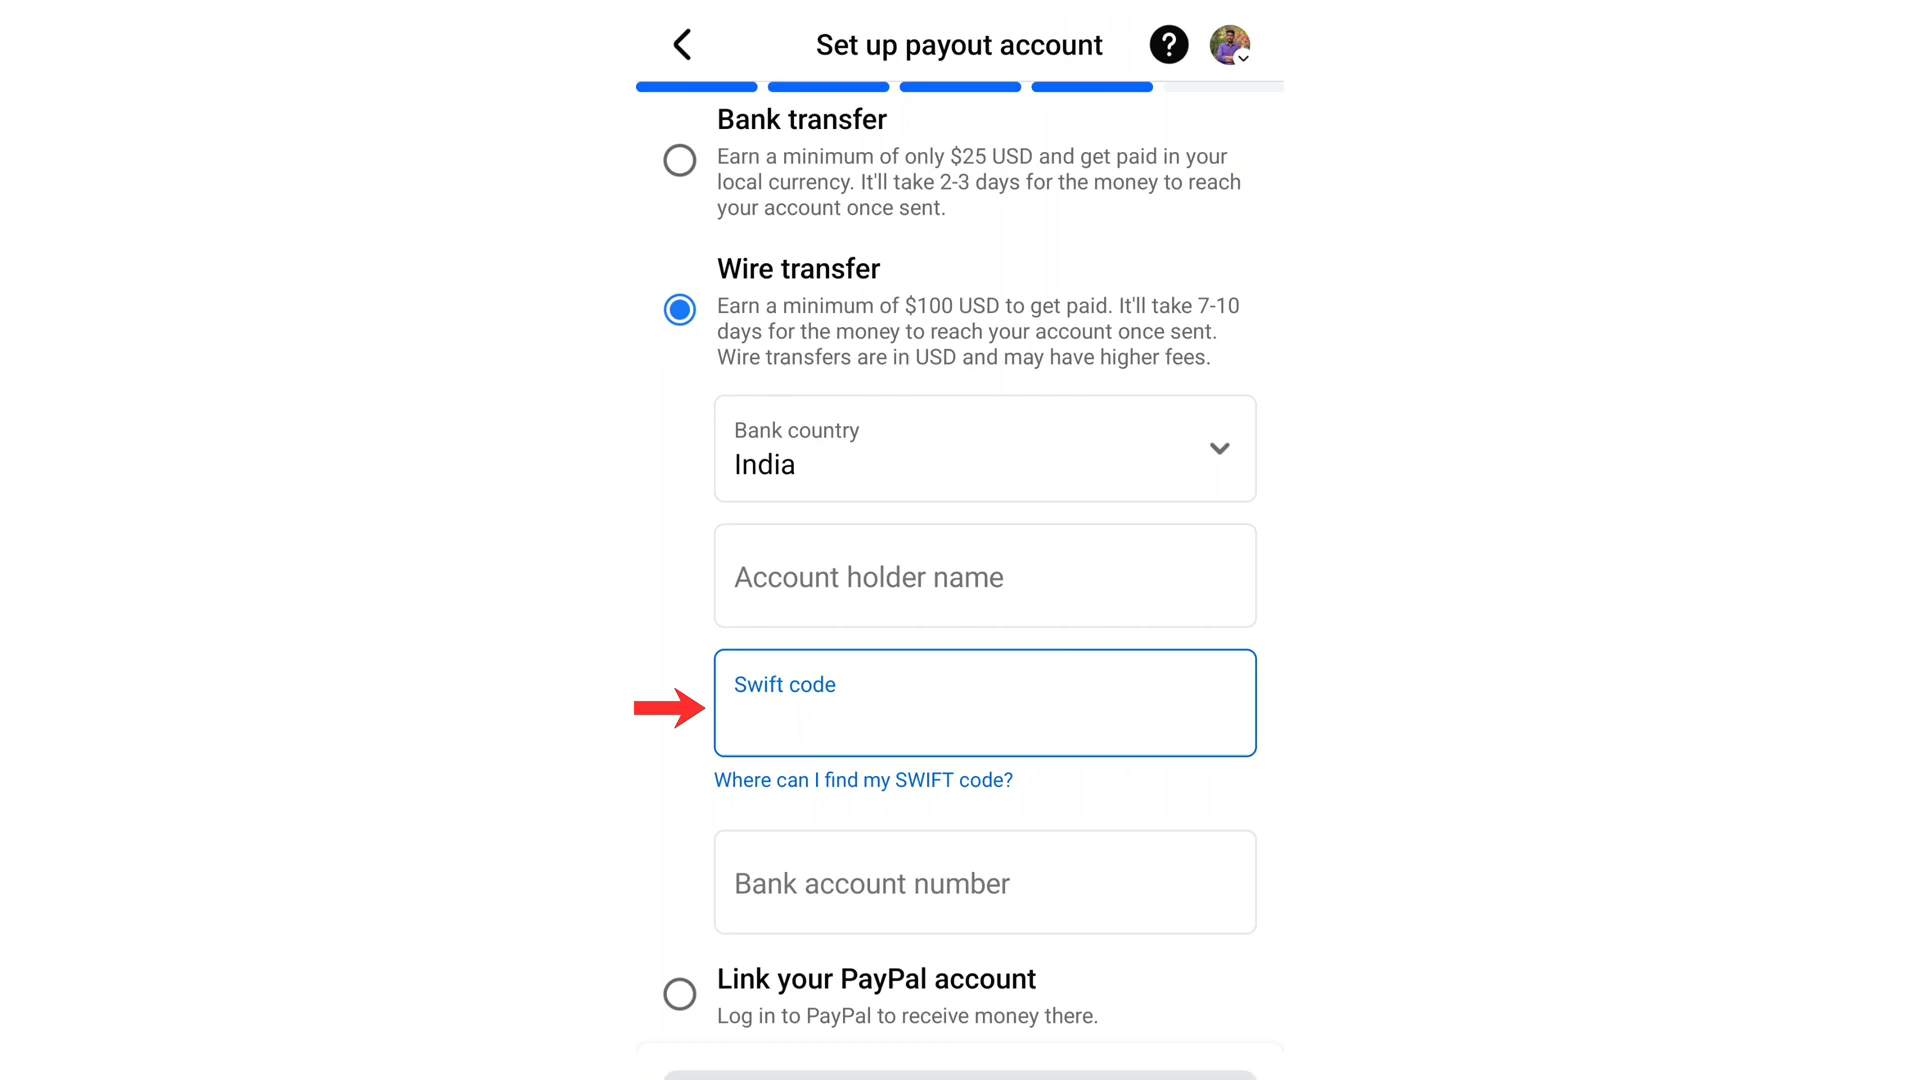 Set up payout account
?
Bank transfer
Earn a minimum of only $25 USD and get paid in your
local currency. It'll take 2-3 days for the money to reach
your account once sent.
Wire transfer
Earn a minimum of $100 USD to get paid. It'll take 7-10
days for the money to reach your account once sent.
Wire transfers are in USD and may have higher fees.
Bank country
India
Account holder name
Swift code
Where can I find my SWIFT code?
Bank account number
Link your PayPal account
Log in to PayPal to receive money there.